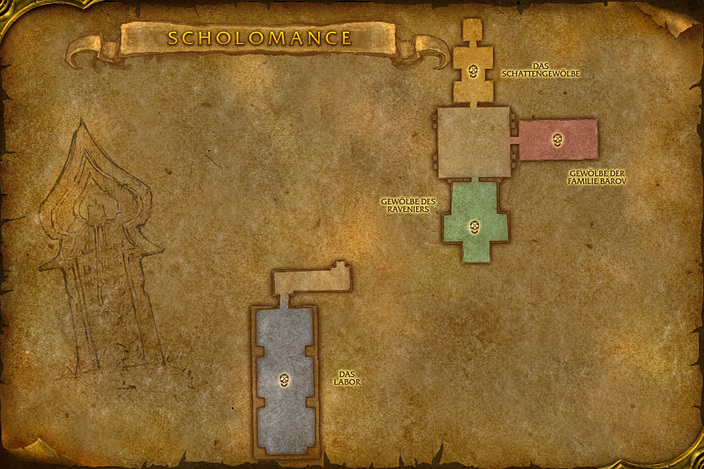 SCHOLOMANCE
DAS
SCHATTENGEWÖLBE
GEWÖLBE DER
FAMILIE BAROV
GEWÖLBE DES
RAVENIERS
DAS
LABOR